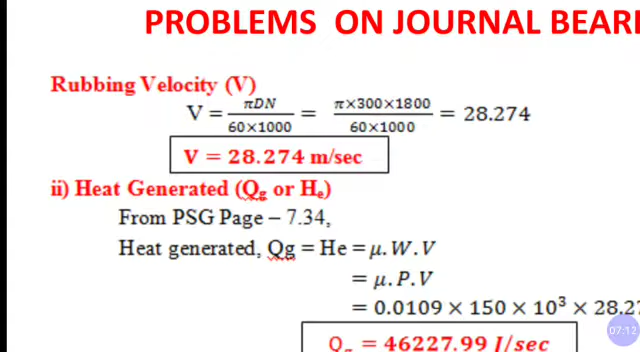 PROBLEMS ON JOURNAL BEARI
Rubbing Velocity (V)
V = πDN / 60×1000 = π×300×1800 / 60×1000 = 28.274
V = 28.274 m/sec
ii) Heat Generated (Qg or He)
From PSG Page – 7.34,
Heat generated, Qg = He = μ.W.V
= μ.P.V
= 0.0109 × 150 × 10³ × 28.27
07:12
Qg = 46227.99 J/sec